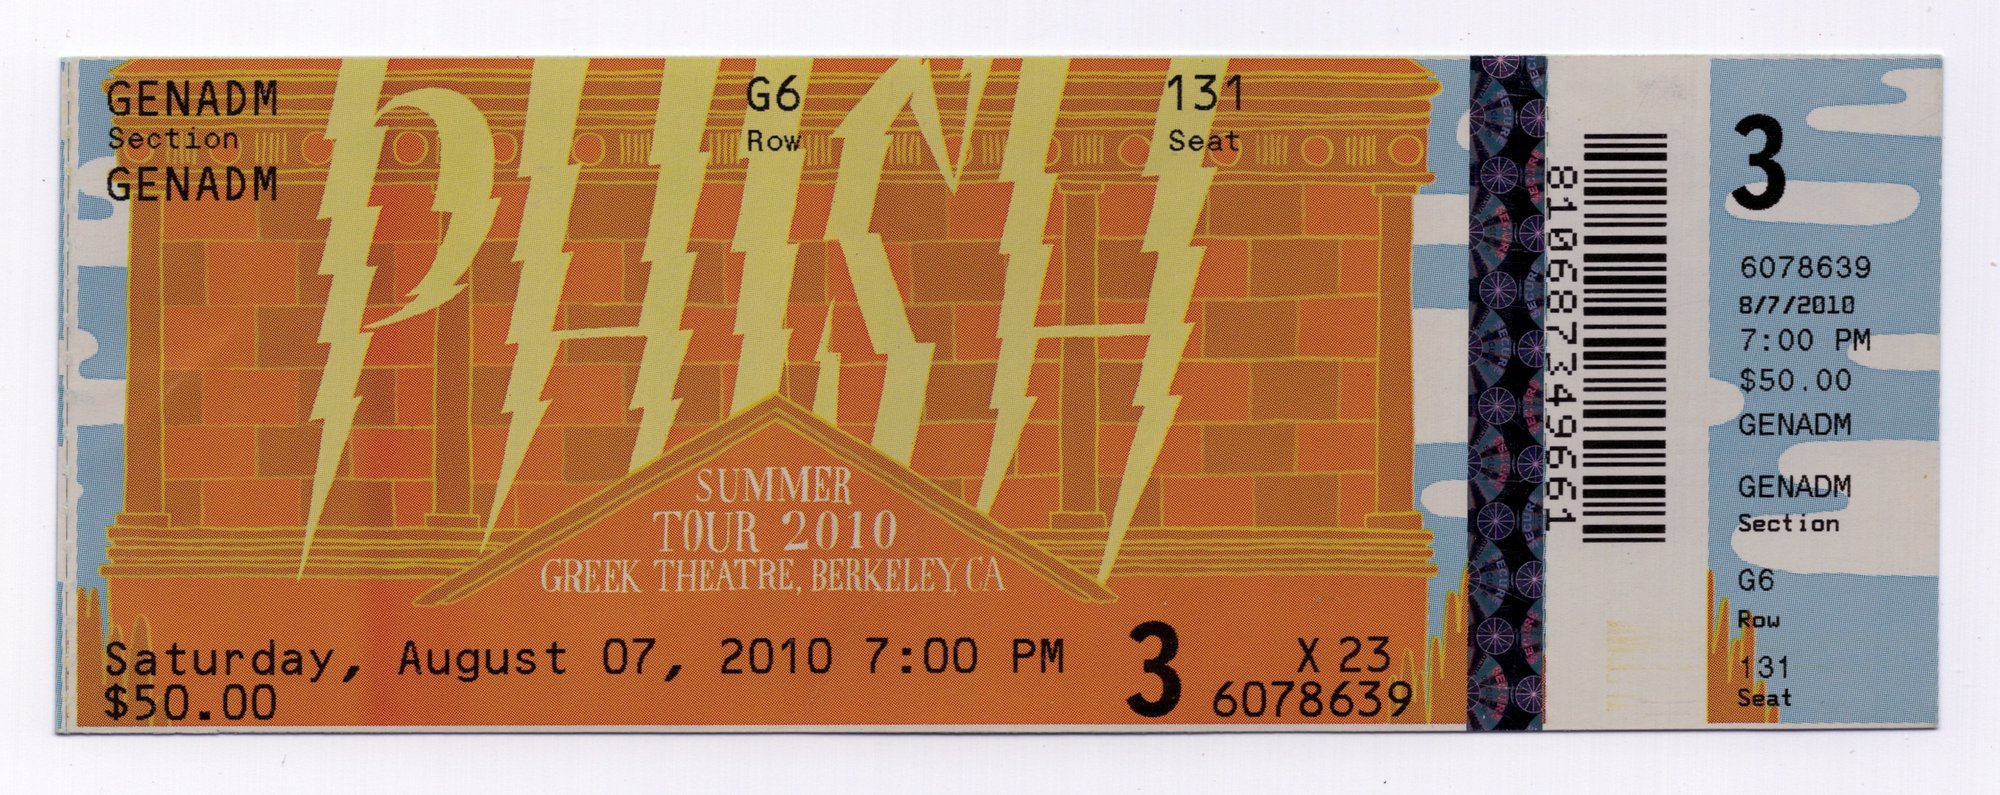 GENADM
Section
GENADM
G6
Row
131
Seat
PHISH
SUMMER
TOUR 2010
GREEK THEATRE, BERKELEY, CA
Saturday, August 07, 2010 7:00 PM
$50.00
3
X 23
6078639
SECURE
810687349661
3
6078639
8/7/2010
7:00 PM
$50.00
GENADM
GENADM
Section
G6
Row
131
Seat